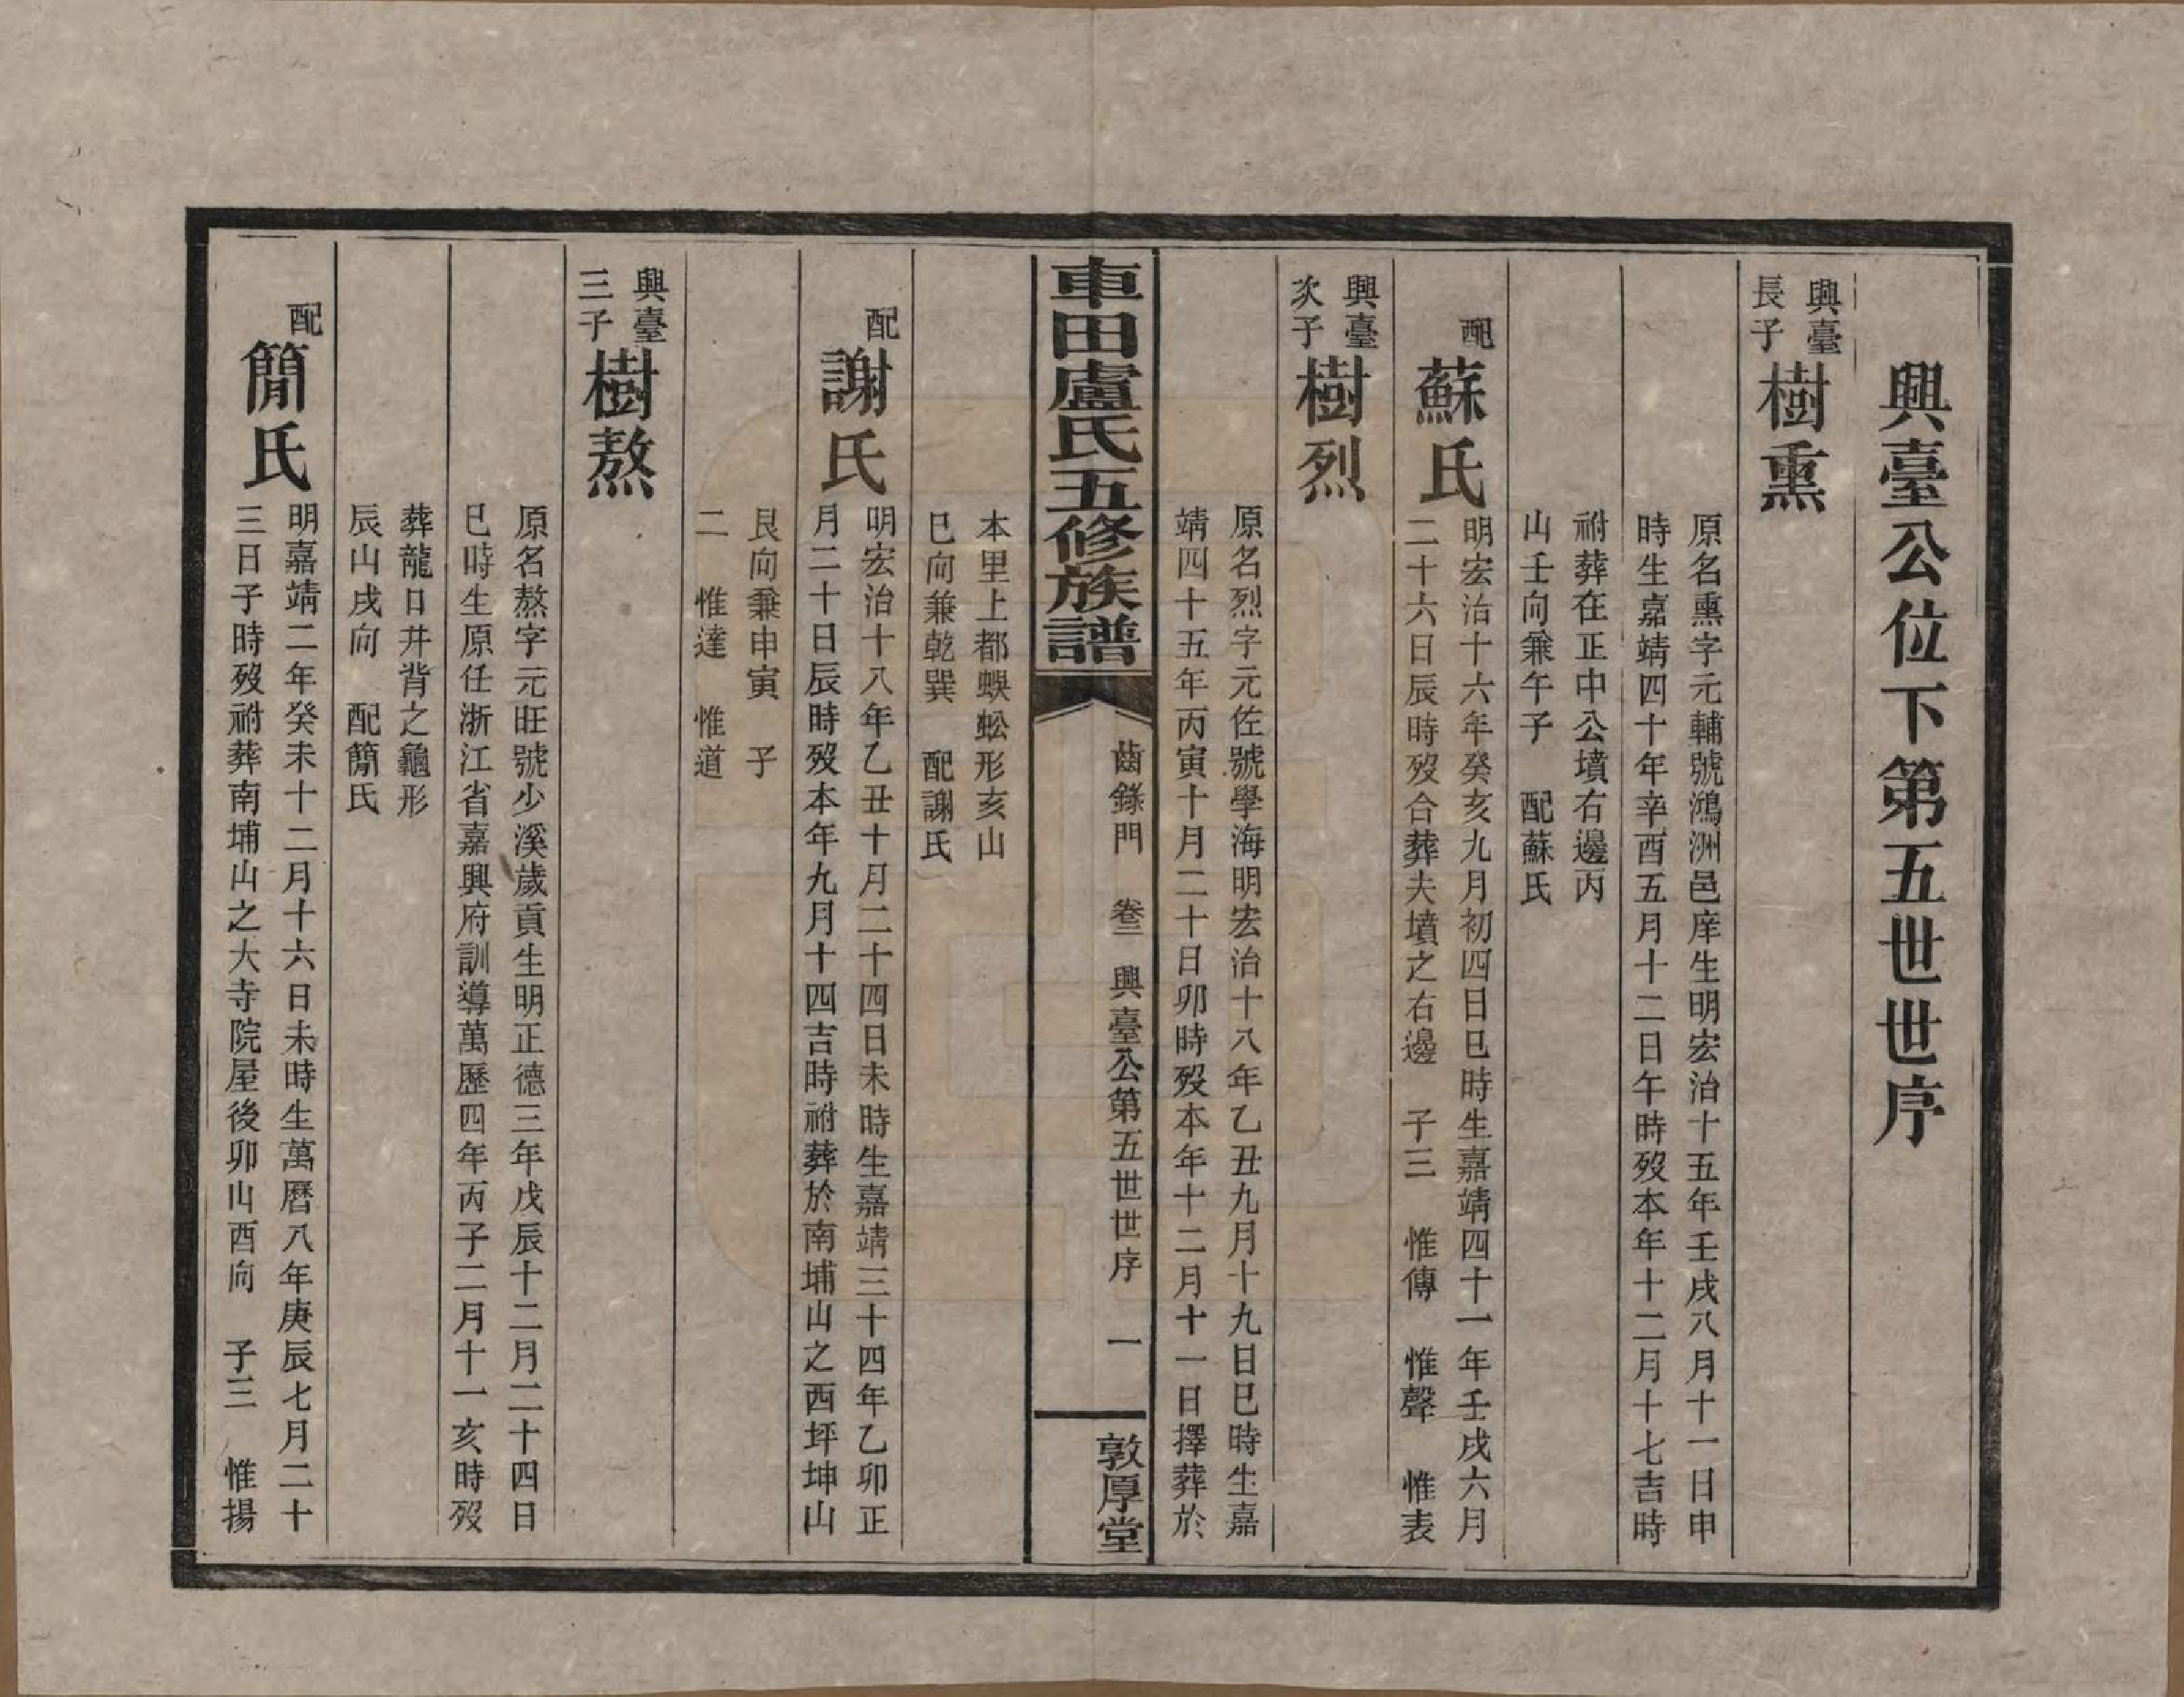 興臺公位下第五世世序
興臺
長子
樹熏
原名熏字元輔號鴻洲邑庠生明宏治十五年壬戌八月十一日申
時生嘉靖四十年辛酉五月十二日午時歿本年十二月十七吉時
祔葬在正中公墳右邊丙
山壬向兼午子　配蘇氏
配
蘇氏
明宏治十六年癸亥九月初四日巳時生嘉靖四十一年壬戌六月
二十六日辰時歿合葬夫墳之右邊　子三　惟傳　惟聲　惟表
興臺
次子
樹烈
原名烈字元佐號學海明宏治十八年乙丑九月十九日巳時生嘉
靖四十五年丙寅十月二十日卯時歿本年十二月十一日擇葬於
車田盧氏五修族譜
齒錄門　卷二　興臺公第五世世序　一
敦厚堂
本里上都蜈蚣形亥山
巳向兼乾巽　配謝氏
配
謝氏
明宏治十八年乙丑十月二十四日未時生嘉靖三十四年乙卯正
月二十日辰時歿本年九月十四吉時祔葬於南埔山之西坪坤山
艮向兼申寅　子
二　惟達　惟道
興臺
三子
樹熬
原名熬字元旺號少溪歲貢生明正德三年戊辰十二月二十四日
巳時生原任浙江省嘉興府訓導萬歷四年丙子二月十一亥時歿
葬龍口井背之龜形
辰山戌向　配簡氏
配
簡氏
明嘉靖二年癸未十二月十六日未時生萬曆八年庚辰七月二十
三日子時歿祔葬南埔山之大寺院屋後卯山酉向　子三　惟揚